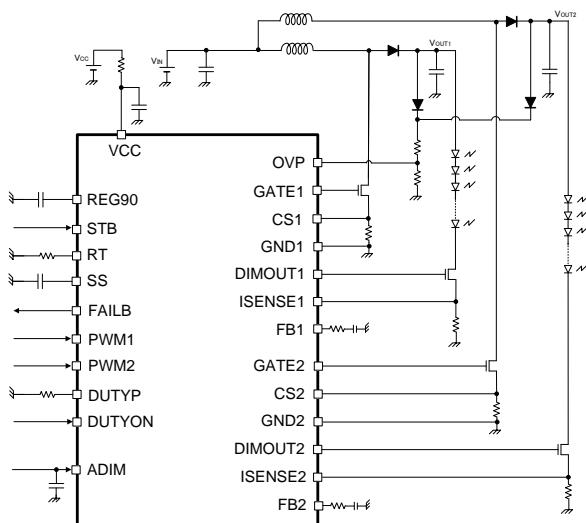 VOUT2
VOUT1
VCC
VIN
VCC
OVP
GATE1
REG90
CS1
STB
GND1
RT
DIMOUT1
SS
ISENSE1
FAILB
FB1
PWM1
PWM2
GATE2
DUTYP
CS2
DUTYON
GND2
DIMOUT2
ADIM
ISENSE2
FB2